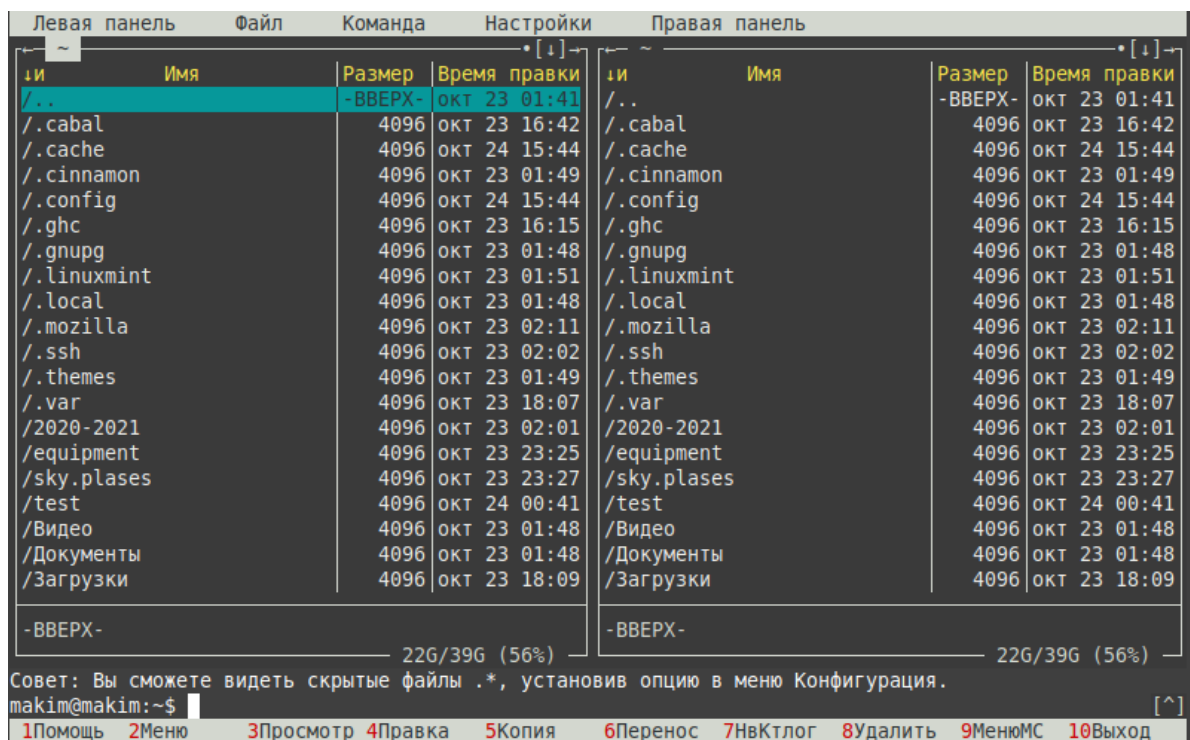 Левая панель Файл Команда Настройки Правая панель
←— ~ •[↓]→ ←— ~ •[↓]→
↓и Имя Размер Время правки ↓и Имя Размер Время правки
/.. -ВВЕРХ- окт 23 01:41 /.. -ВВЕРХ- окт 23 01:41
/.cabal 4096 окт 23 16:42 /.cabal 4096 окт 23 16:42
/.cache 4096 окт 24 15:44 /.cache 4096 окт 24 15:44
/.cinnamon 4096 окт 23 01:49 /.cinnamon 4096 окт 23 01:49
/.config 4096 окт 24 15:44 /.config 4096 окт 24 15:44
/.ghc 4096 окт 23 16:15 /.ghc 4096 окт 23 16:15
/.gnupg 4096 окт 23 01:48 /.gnupg 4096 окт 23 01:48
/.linuxmint 4096 окт 23 01:51 /.linuxmint 4096 окт 23 01:51
/.local 4096 окт 23 01:48 /.local 4096 окт 23 01:48
/.mozilla 4096 окт 23 02:11 /.mozilla 4096 окт 23 02:11
/.ssh 4096 окт 23 02:02 /.ssh 4096 окт 23 02:02
/.themes 4096 окт 23 01:49 /.themes 4096 окт 23 01:49
/.var 4096 окт 23 18:07 /.var 4096 окт 23 18:07
/2020-2021 4096 окт 23 02:01 /2020-2021 4096 окт 23 02:01
/equipment 4096 окт 23 23:25 /equipment 4096 окт 23 23:25
/sky.plases 4096 окт 23 23:27 /sky.plases 4096 окт 23 23:27
/test 4096 окт 24 00:41 /test 4096 окт 24 00:41
/Видео 4096 окт 23 01:48 /Видео 4096 окт 23 01:48
/Документы 4096 окт 23 01:48 /Документы 4096 окт 23 01:48
/Загрузки 4096 окт 23 18:09 /Загрузки 4096 окт 23 18:09
-ВВЕРХ- -ВВЕРХ-
22G/39G (56%) 22G/39G (56%)
Совет: Вы сможете видеть скрытые файлы .*, установив опцию в меню Конфигурация.
makim@makim:~$ [^]
1Помощь 2Меню 3Просмотр 4Правка 5Копия 6Перенос 7НвКтлог 8Удалить 9МенюМС 10Выход